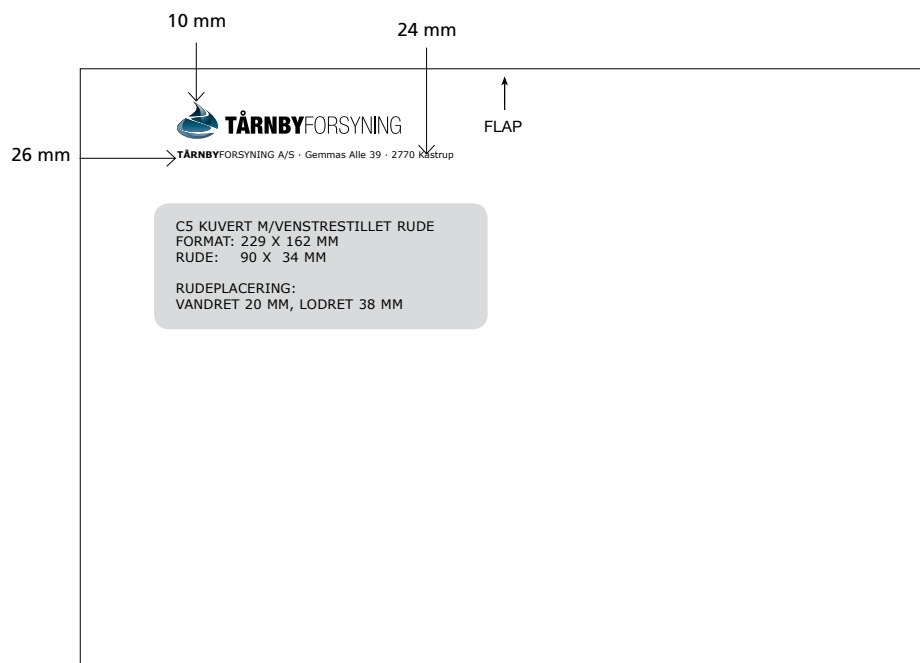 10 mm
24 mm
TÅRNBYFORSYNING
FLAP
26 mm
TÅRNBYFORSYNING A/S · Gemmas Alle 39 · 2770 Kastrup
C5 KUVERT M/VENSTRESTILLET RUDE
FORMAT: 229 X 162 MM
RUDE: 90 X 34 MM
RUDEPLACERING:
VANDRET 20 MM, LODRET 38 MM